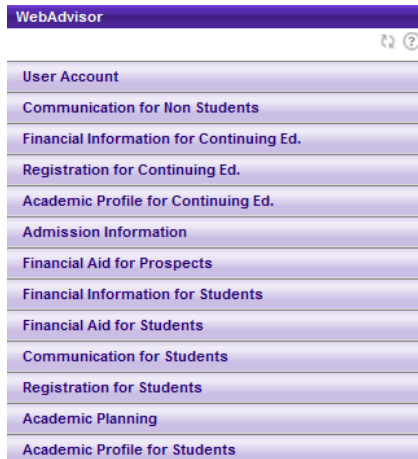 WebAdvisor
?
User Account
Communication for Non Students
Financial Information for Continuing Ed.
Registration for Continuing Ed.
Academic Profile for Continuing Ed.
Admission Information
Financial Aid for Prospects
Financial Information for Students
Financial Aid for Students
Communication for Students
Registration for Students
Academic Planning
Academic Profile for Students